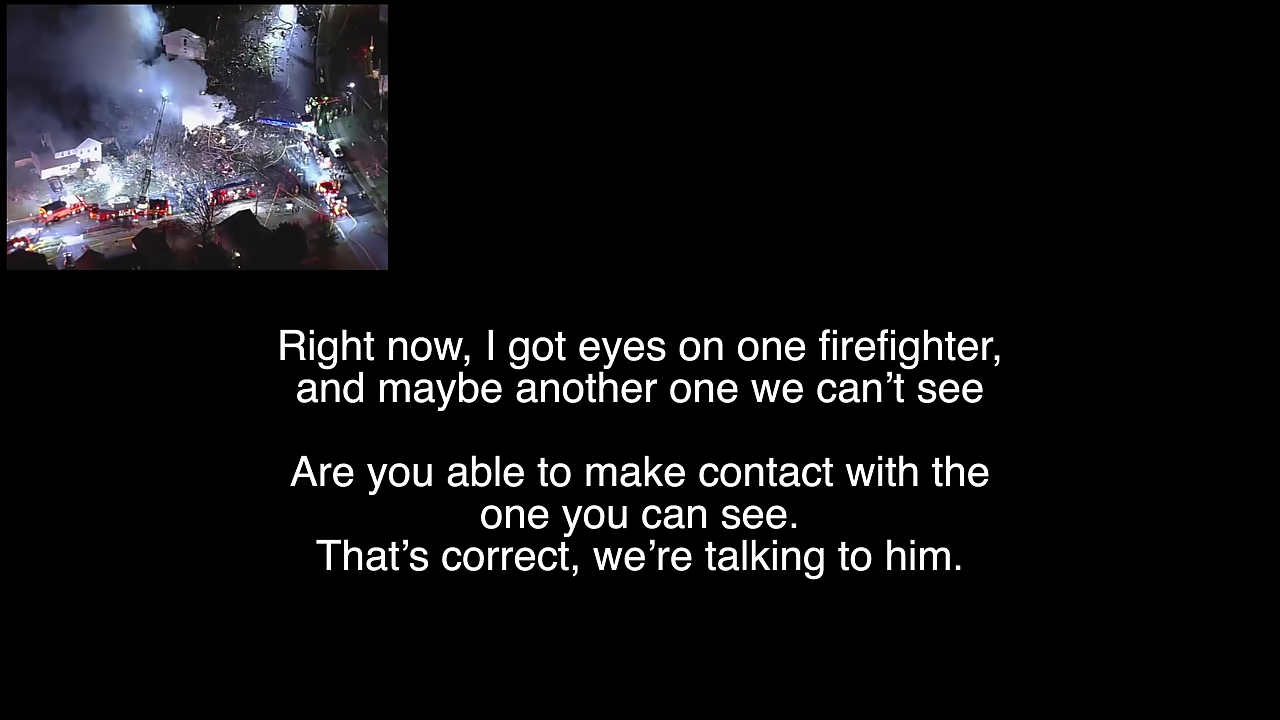 Right now, I got eyes on one firefighter,
and maybe another one we can’t see
Are you able to make contact with the
one you can see.
That’s correct, we’re talking to him.